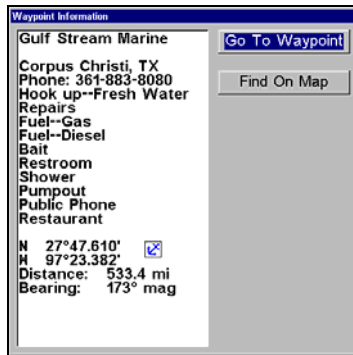 Waypoint Information
Gulf Stream Marine
Go To Waypoint
Corpus Christi, TX
Phone: 361-883-8080
Find On Map
Hook up--Fresh Water
Repairs
Fuel--Gas
Fuel--Diesel
Bait
Restroom
Shower
Pumpout
Public Phone
Restaurant
N 27°47.610'
W 97°23.382'
Distance: 533.4 mi
Bearing: 173° mag